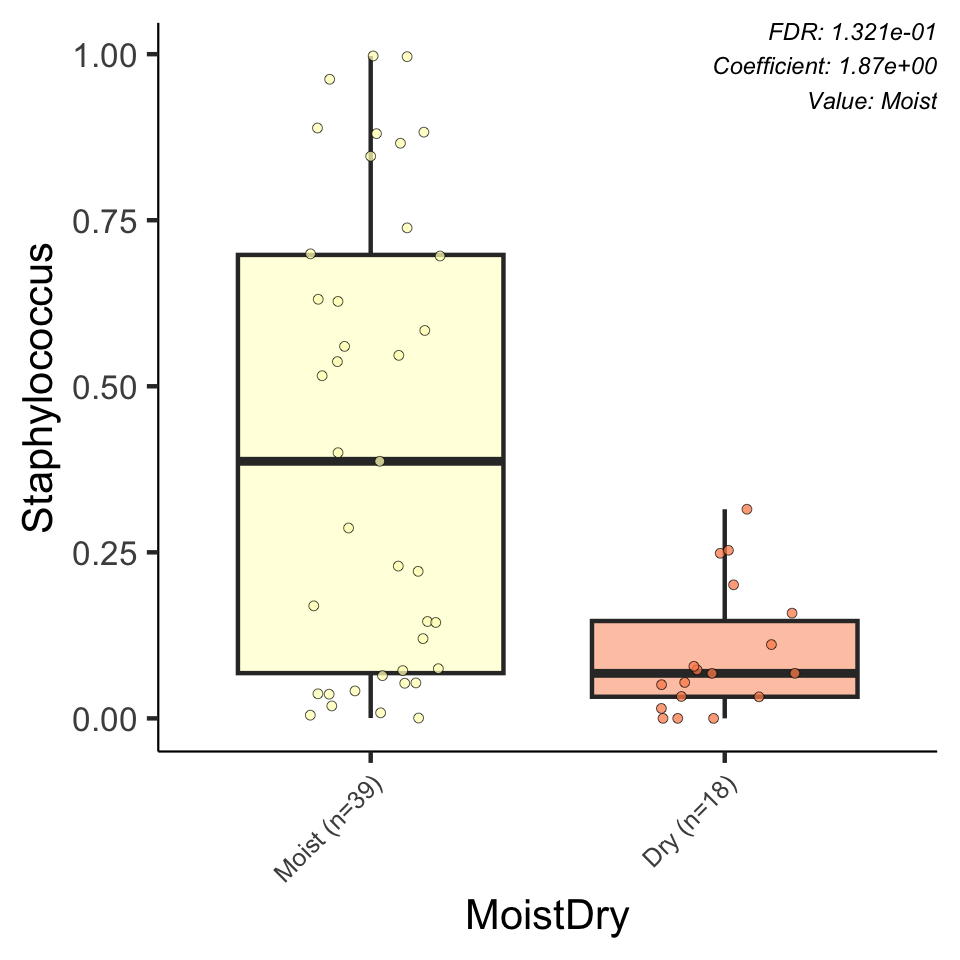 FDR: 1.321e-01
Coefficient: 1.87e+00
Value: Moist
1.00
0.75
0.50
0.25
0.00
Staphylococcus
Moist (n=39)
Dry (n=18)
MoistDry